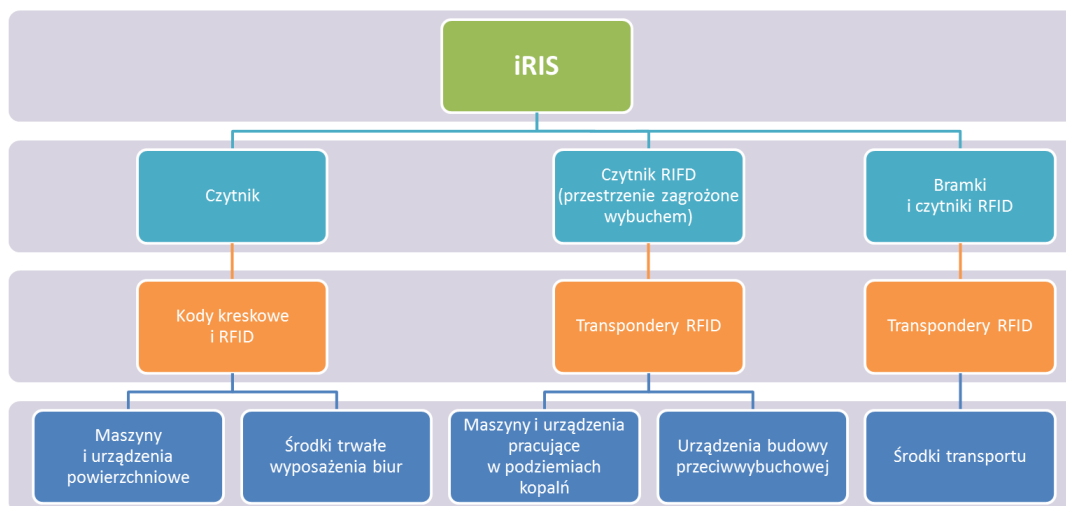 iRIS
Czytnik
Czytnik RIFD
(przestrzenie zagrożone
wybuchem)
Bramki
i czytniki RFID
Kody kreskowe
i RFID
Transpondery RFID
Transpondery RFID
Maszyny
i urządzenia
powierzchniowe
Środki trwałe
wyposażenia biur
Maszyny i urządzenia
pracujące
w podziemiach
kopalń
Urządzenia budowy
przeciwwybuchowej
Środki transportu